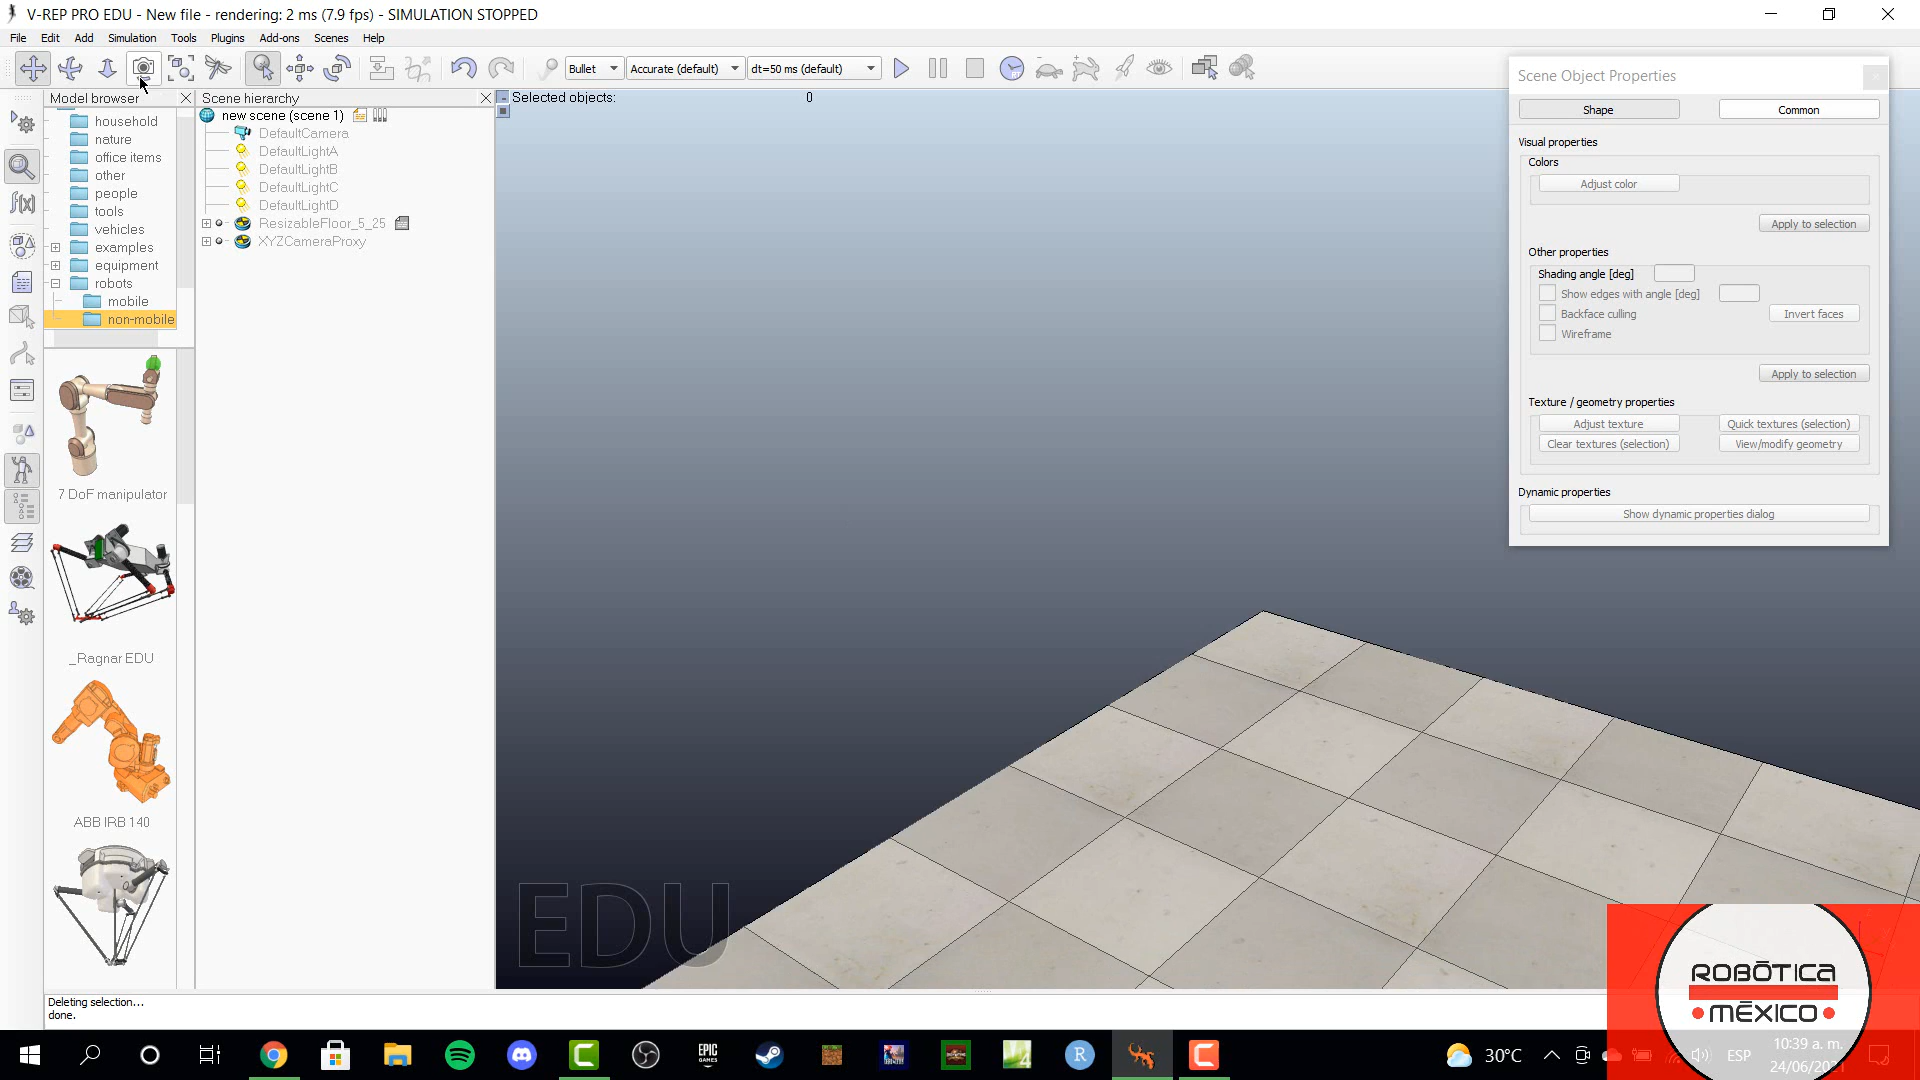 V-REP PRO EDU - New file - rendering: 2 ms (7.9 fps) - SIMULATION STOPPED
File Edit Add Simulation Tools Plugins Add-ons Scenes Help
Bullet Accurate (default) dt=50 ms (default)
RT
Model browser
household
nature
office items
other
people
tools
vehicles
examples
equipment
robots
mobile
non-mobile
7 DoF manipulator
_Ragnar EDU
ABB IRB 140
Scene hierarchy
new scene (scene 1)
DefaultCamera
DefaultLightA
DefaultLightB
DefaultLightC
DefaultLightD
ResizableFloor_5_25
XYZCameraProxy
f(x)
Selected objects: 0
EDU
Scene Object Properties
Shape Common
Visual properties
Colors
Adjust color
Apply to selection
Other properties
Shading angle [deg]
Show edges with angle [deg]
Backface culling Invert faces
Wireframe
Apply to selection
Texture / geometry properties
Adjust texture Quick textures (selection)
Clear textures (selection) View/modify geometry
Dynamic properties
Show dynamic properties dialog
Deleting selection...
done.
ROBŌTICA
MĒXICO
EPIC
GAMES
R
30°C
ESP
10:39 a. m.